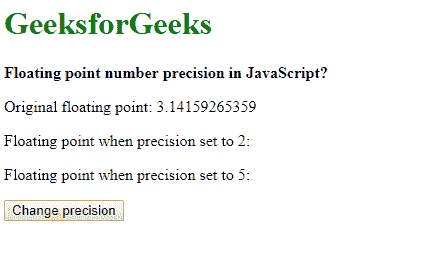 GeeksforGeeks
Floating point number precision in JavaScript?
Original floating point: 3.14159265359
Floating point when precision set to 2:
Floating point when precision set to 5:
Change precision